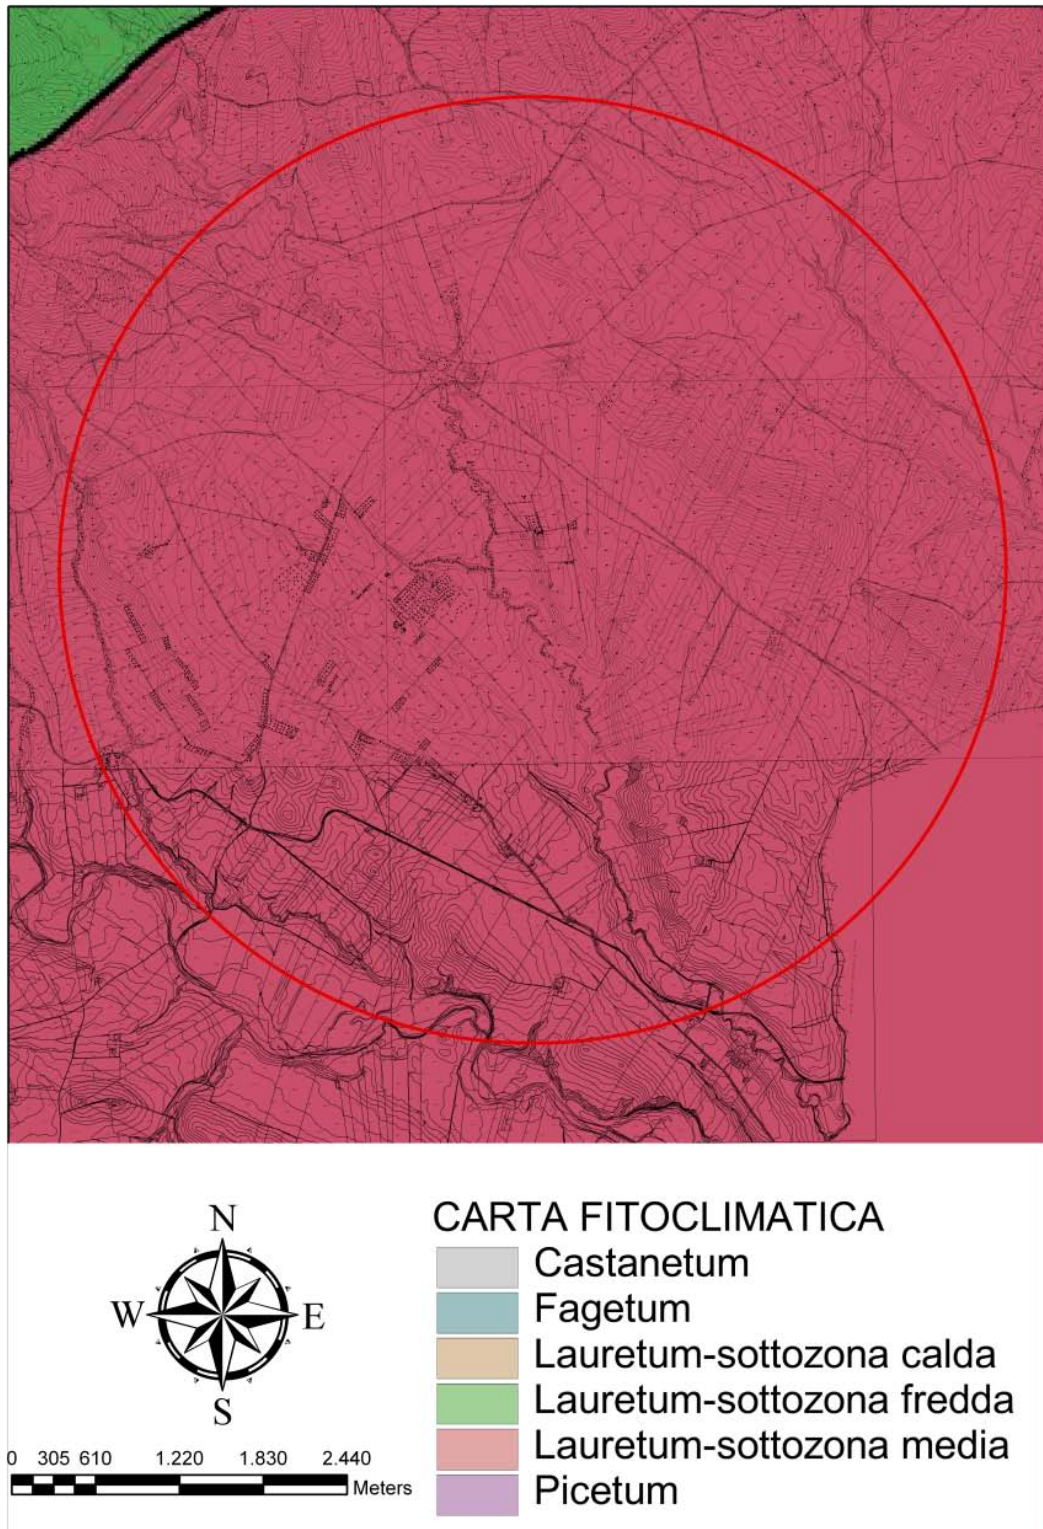 N
W E
S
0 305 610 1.220 1.830 2.440
Meters
CARTA FITOCLIMATICA
Castanetum
Fagetum
Lauretum-sottozona calda
Lauretum-sottozona fredda
Lauretum-sottozona media
Picetum